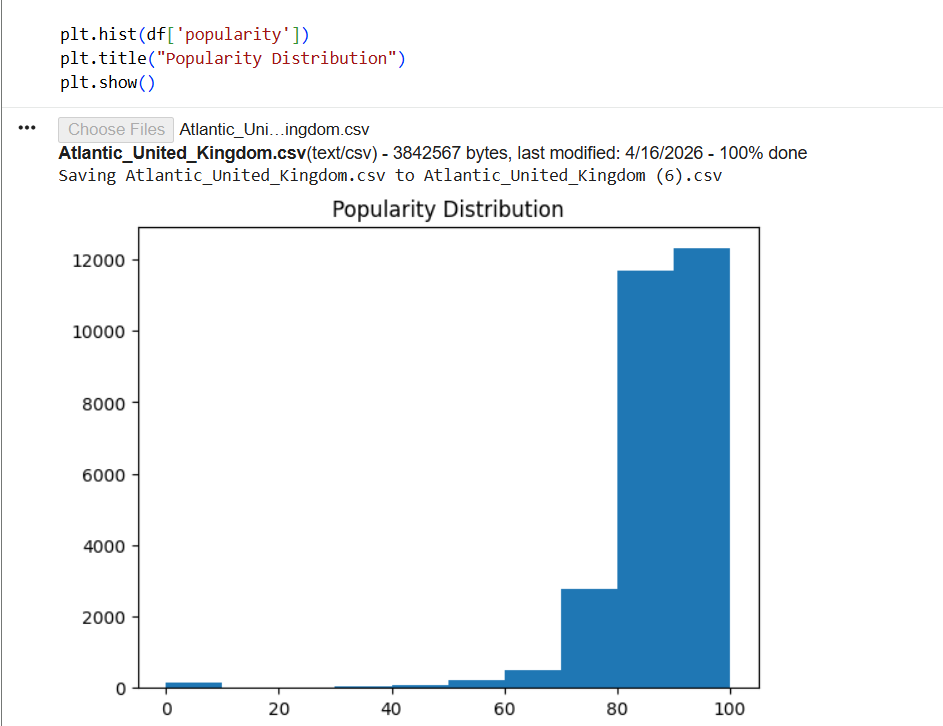 plt.hist(df['popularity'])
plt.title("Popularity Distribution")
plt.show()
••• Choose Files Atlantic_Uni...ingdom.csv
Atlantic_United_Kingdom.csv(text/csv) - 3842567 bytes, last modified: 4/16/2026 - 100% done
Saving Atlantic_United_Kingdom.csv to Atlantic_United_Kingdom (6).csv
Popularity Distribution
12000
10000
8000
6000
4000
2000
0
0 20 40 60 80 100